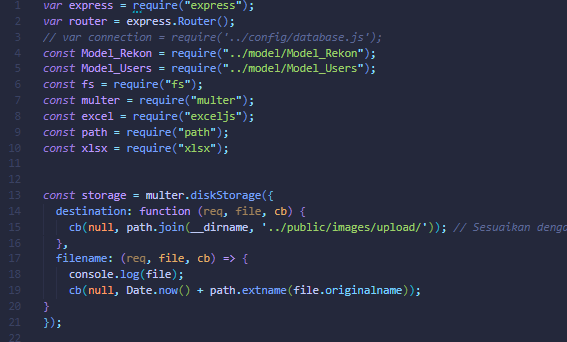 1 var express = require("express");
2 var router = express.Router();
3 // var connection = require('../config/database.js');
4 const Model_Rekon = require("../model/Model_Rekon");
5 const Model_Users = require("../model/Model_Users");
6 const fs = require("fs");
7 const multer = require("multer");
8 const excel = require("exceljs");
9 const path = require("path");
10 const xlsx = require("xlsx");
11
12
13 const storage = multer.diskStorage({
14 destination: function (req, file, cb) {
15 cb(null, path.join(__dirname, '../public/images/upload/')); // Sesuaikan denga
16 },
17 filename: (req, file, cb) => {
18 console.log(file);
19 cb(null, Date.now() + path.extname(file.originalname));
20 }
21 });
22